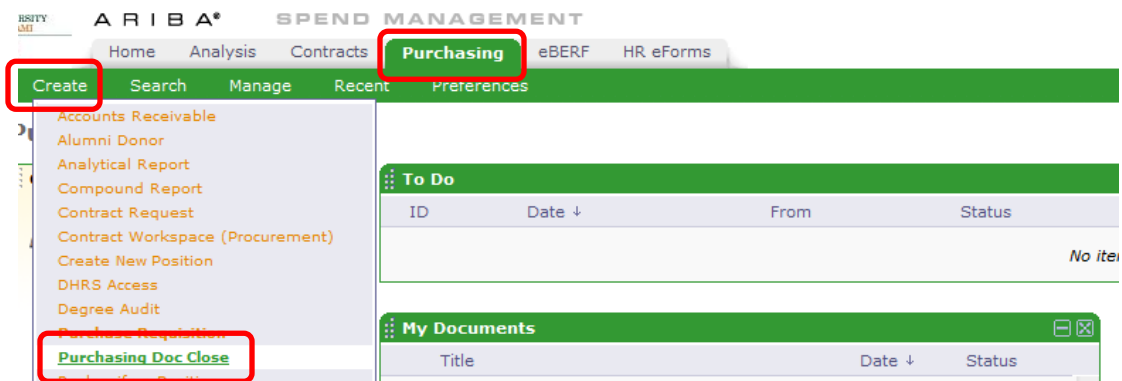 ARIBA® SPEND MANAGEMENT
Home Analysis Contracts Purchasing eBERF HR eForms
Create Search Manage Recent Preferences
Accounts Receivable
Alumni Donor
Analytical Report
Compound Report
Contract Request
Contract Workspace (Procurement)
Create New Position
DHRS Access
Degree Audit
Purchase Requisition
Purchasing Doc Close
To Do
ID Date ↓ From Status
No
My Documents
Title Date ↓ Status